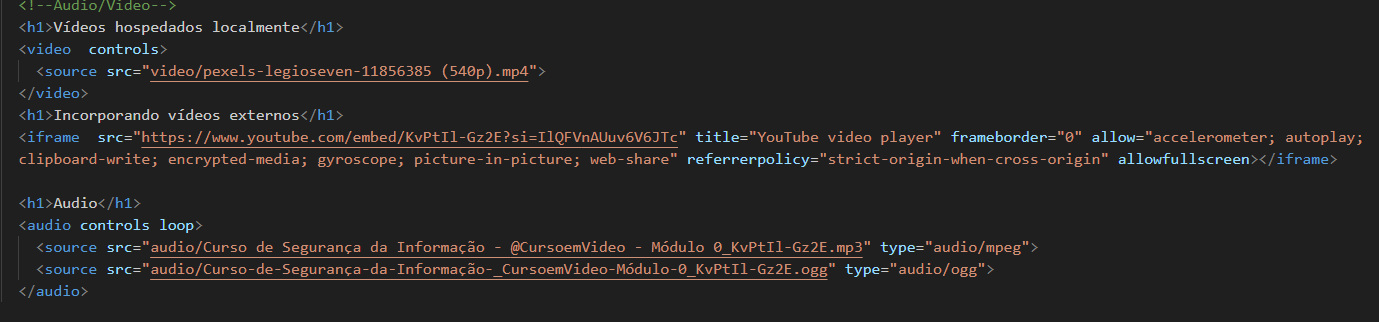 <!--Audio/Video-->
<h1>Vídeos hospedados localmente</h1>
<video  controls>
  <source src="video/pexels-legioseven-11856385 (540p).mp4">
</video>
<h1>Incorporando vídeos externos</h1>
<iframe  src="https://www.youtube.com/embed/KvPtIl-Gz2E?si=IlQFVnAUuv6V6JTc" title="YouTube video player" frameborder="0" allow="accelerometer; autoplay;
clipboard-write; encrypted-media; gyroscope; picture-in-picture; web-share" referrerpolicy="strict-origin-when-cross-origin" allowfullscreen></iframe>
<h1>Audio</h1>
<audio controls loop>
  <source src="audio/Curso de Segurança da Informação - @CursoemVideo - Módulo 0_KvPtIl-Gz2E.mp3" type="audio/mpeg">
  <source src="audio/Curso-de-Segurança-da-Informação-_CursoemVideo-Módulo-0_KvPtIl-Gz2E.ogg" type="audio/ogg">
</audio>